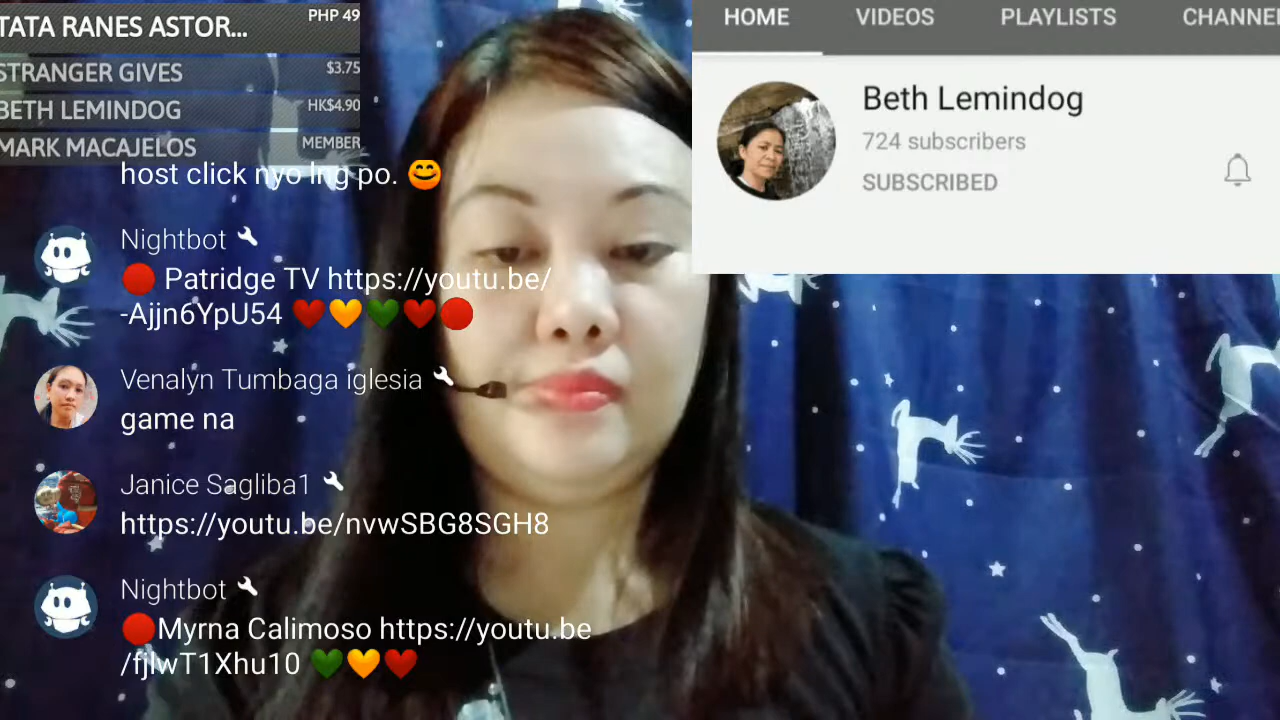 TATA RANES ASTOR... PHP 49
STRANGER GIVES $3.75
BETH LEMINDOG HK$4.90
MARK MACAJELOS MEMBER
host click nyo lng po. 😊
Nightbot
🔴 Patridge TV https://youtu.be/
-Ajjn6YpU54 ❤️🧡💚❤️🔴
Venalyn Tumbaga iglesia
game na
Janice Sagliba1
https://youtu.be/nvwSBG8SGH8
Nightbot
🔴Myrna Calimoso https://youtu.be
/fjlwT1Xhu10 💚🧡❤️
HOME VIDEOS PLAYLISTS CHANNE
Beth Lemindog
724 subscribers
SUBSCRIBED